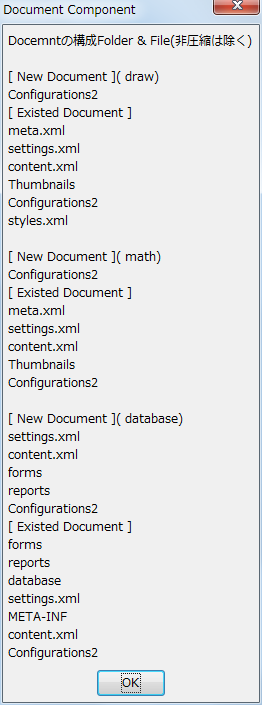 Document Component
Docemntの構成Folder & File(非圧縮は除く)
[ New Document ]( draw)
Configurations2
[ Existed Document ]
meta.xml
settings.xml
content.xml
Thumbnails
Configurations2
styles.xml
[ New Document ]( math)
Configurations2
[ Existed Document ]
meta.xml
settings.xml
content.xml
Thumbnails
Configurations2
[ New Document ]( database)
settings.xml
content.xml
forms
reports
Configurations2
[ Existed Document ]
forms
reports
database
settings.xml
META-INF
content.xml
Configurations2
OK